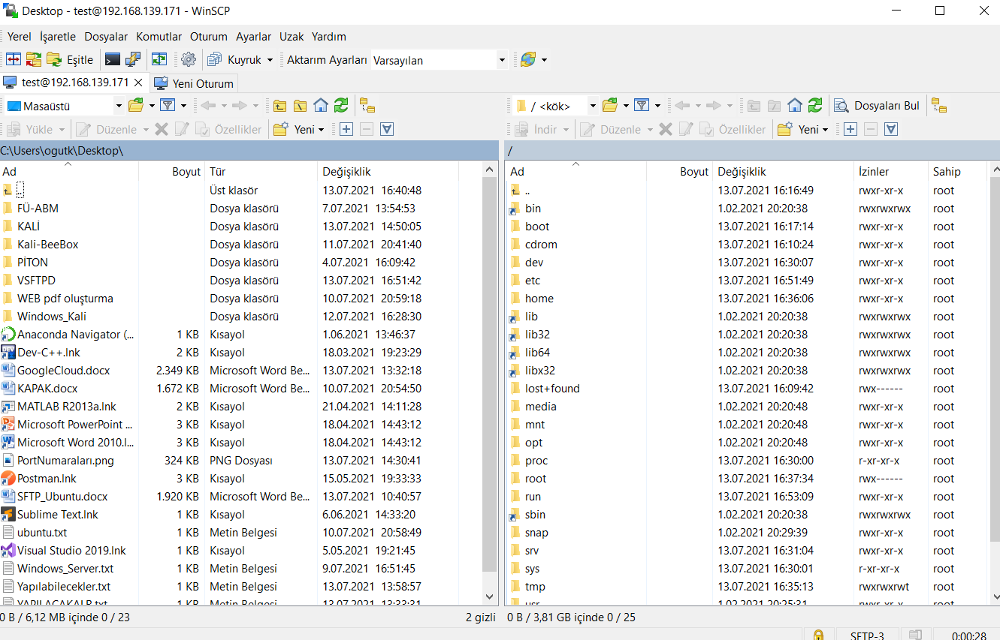 Desktop - test@192.168.139.171 - WinSCP
Yerel İşaretle Dosyalar Komutlar Oturum Ayarlar Uzak Yardım
Eşitle Kuyruk Aktarım Ayarları Varsayılan
test@192.168.139.171 Yeni Oturum
Masaüstü
/ <kök> Dosyaları Bul
Yükle Düzenle Özellikler Yeni
İndir Düzenle Özellikler Yeni
C:\Users\ogutk\Desktop\
Ad Boyut Tür Değişiklik
.. Üst klasör 13.07.2021 16:40:48
FÜ-ABM Dosya klasörü 7.07.2021 13:54:53
KALİ Dosya klasörü 13.07.2021 14:50:05
Kali-BeeBox Dosya klasörü 11.07.2021 20:41:40
PİTON Dosya klasörü 4.07.2021 16:09:42
VSFTPD Dosya klasörü 13.07.2021 16:51:42
WEB pdf oluşturma Dosya klasörü 10.07.2021 20:59:18
Windows_Kali Dosya klasörü 12.07.2021 16:28:30
Anaconda Navigator (... 1 KB Kısayol 1.06.2021 13:46:37
Dev-C++.lnk 2 KB Kısayol 18.03.2021 19:23:29
GoogleCloud.docx 2.349 KB Microsoft Word Be... 13.07.2021 13:32:18
KAPAK.docx 1.672 KB Microsoft Word Be... 10.07.2021 20:54:50
MATLAB R2013a.lnk 2 KB Kısayol 21.04.2021 14:11:28
Microsoft PowerPoint ... 3 KB Kısayol 18.04.2021 14:43:12
Microsoft Word 2010.l... 3 KB Kısayol 18.04.2021 14:43:12
PortNumaraları.png 324 KB PNG Dosyası 13.07.2021 14:30:41
Postman.lnk 3 KB Kısayol 15.05.2021 19:33:33
SFTP_Ubuntu.docx 1.920 KB Microsoft Word Be... 13.07.2021 10:40:57
Sublime Text.lnk 1 KB Kısayol 6.06.2021 14:33:20
ubuntu.txt 1 KB Metin Belgesi 10.07.2021 20:58:49
Visual Studio 2019.lnk 1 KB Kısayol 5.05.2021 19:21:45
Windows_Server.txt 1 KB Metin Belgesi 9.07.2021 16:51:45
Yapılabilecekler.txt 1 KB Metin Belgesi 13.07.2021 13:58:57
1 KB Metin Belgesi 13.07.2021 13:33:31
0 B / 6,12 MB içinde 0 / 23 2 gizli
/
Ad Boyut Değişiklik İzinler Sahip
.. 13.07.2021 16:16:49 rwxr-xr-x root
bin 1.02.2021 20:20:38 rwxrwxrwx root
boot 13.07.2021 16:17:14 rwxr-xr-x root
cdrom 13.07.2021 16:10:24 rwxr-xr-x root
dev 13.07.2021 16:30:07 rwxr-xr-x root
etc 13.07.2021 16:51:49 rwxr-xr-x root
home 13.07.2021 16:36:06 rwxr-xr-x root
lib 1.02.2021 20:20:38 rwxrwxrwx root
lib32 1.02.2021 20:20:38 rwxrwxrwx root
lib64 1.02.2021 20:20:38 rwxrwxrwx root
libx32 1.02.2021 20:20:38 rwxrwxrwx root
lost+found 13.07.2021 16:09:42 rwx------ root
media 1.02.2021 20:20:48 rwxr-xr-x root
mnt 1.02.2021 20:20:48 rwxr-xr-x root
opt 1.02.2021 20:20:48 rwxr-xr-x root
proc 13.07.2021 16:30:00 r-xr-xr-x root
root 13.07.2021 16:37:34 rwx------ root
run 13.07.2021 16:53:09 rwxr-xr-x root
sbin 1.02.2021 20:20:38 rwxrwxrwx root
snap 1.02.2021 20:29:39 rwxr-xr-x root
srv 13.07.2021 16:31:04 rwxr-xr-x root
sys 13.07.2021 16:30:01 r-xr-xr-x root
tmp 13.07.2021 16:35:13 rwxrwxrwt root
usr 1.02.2021 20:25:31 rwxr-xr-x root
0 B / 3,81 GB içinde 0 / 25
SFTP-3 0:00:28